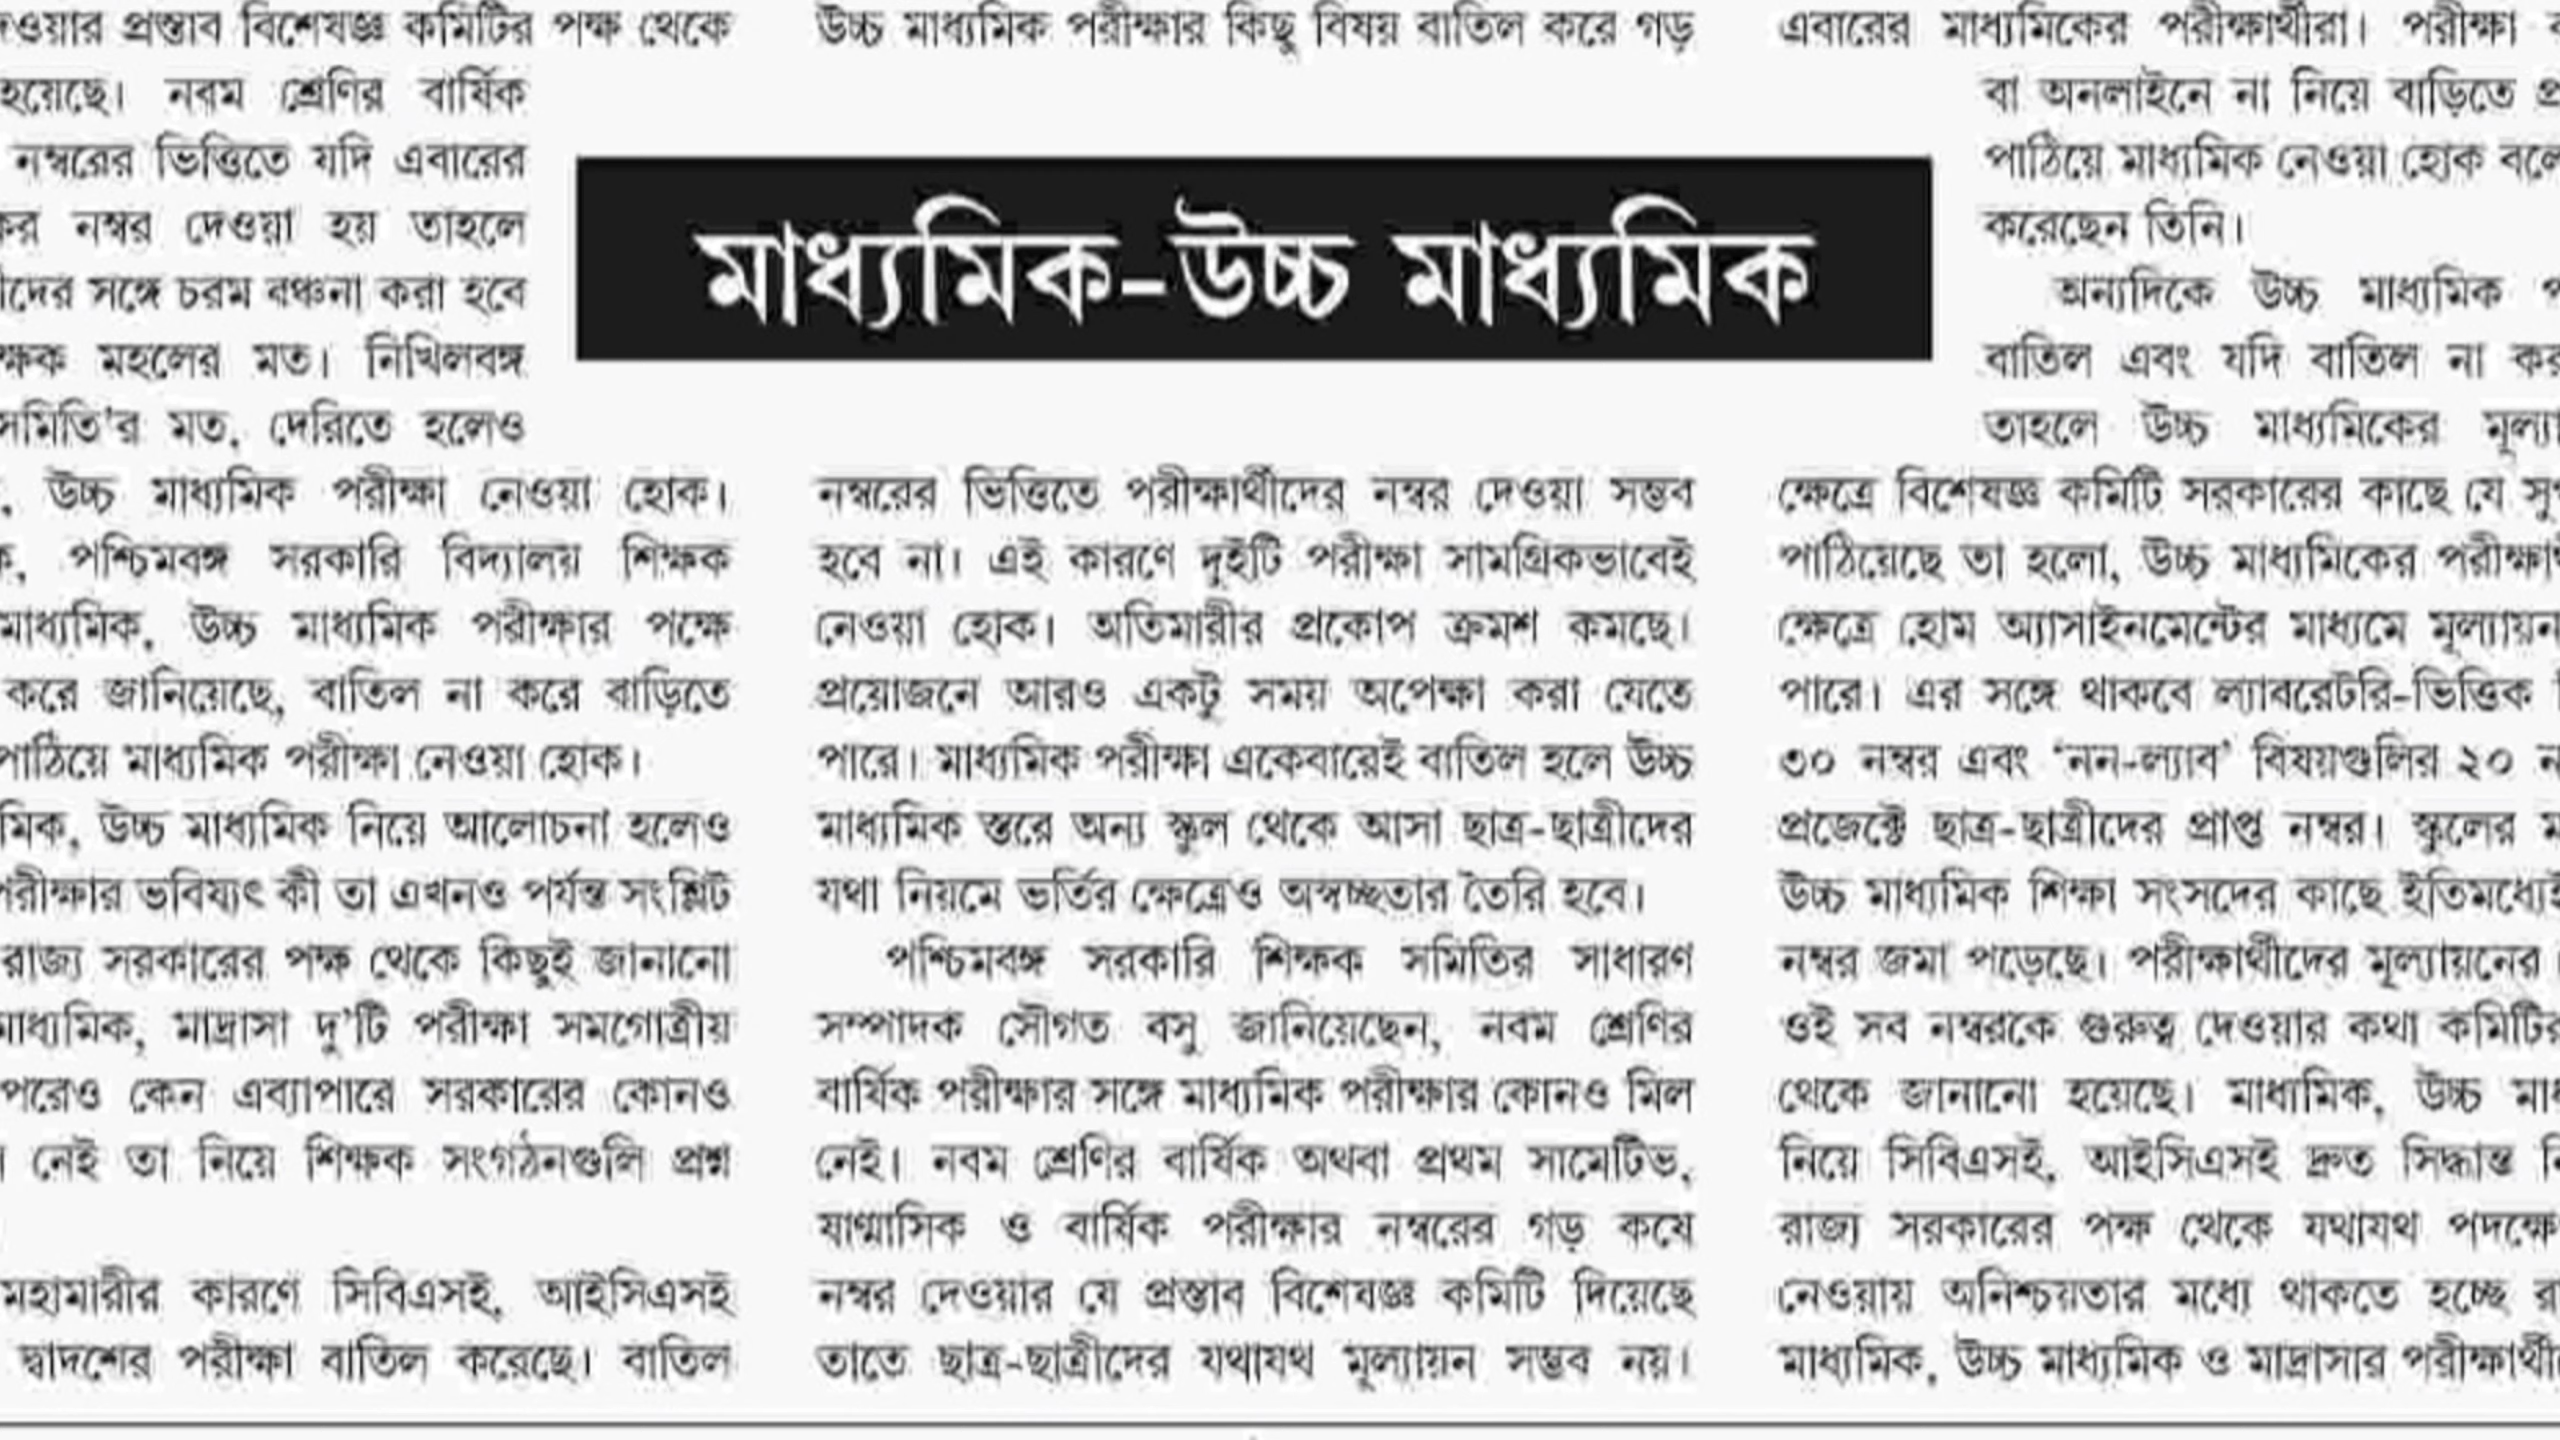 দেওয়ার প্রস্তাব বিশেষজ্ঞ কমিটির পক্ষ থেকে
হয়েছে। নবম শ্রেণির বার্ষিক
নম্বরের ভিত্তিতে যদি এবারের
নম্বর দেওয়া হয় তাহলে
সঙ্গে চরম বঞ্চনা করা হবে
মহলের মত। নিখিলবঙ্গ
সমিতি'র মত, দেরিতে হলেও
উচ্চ মাধ্যমিক পরীক্ষা নেওয়া হোক।
পশ্চিমবঙ্গ সরকারি বিদ্যালয় শিক্ষক
মাধ্যমিক, উচ্চ মাধ্যমিক পরীক্ষার পক্ষে
করে জানিয়েছে, বাতিল না করে বাড়িতে
পাঠিয়ে মাধ্যমিক পরীক্ষা নেওয়া হোক।
উচ্চ মাধ্যমিক নিয়ে আলোচনা হলেও
পরীক্ষার ভবিষ্যৎ কী তা এখনও পর্যন্ত সংশ্লিট
রাজ্য সরকারের পক্ষ থেকে কিছুই জানানো
মাধ্যমিক, মাদ্রাসা দু'টি পরীক্ষা সমগোত্রীয়
পরেও কেন এব্যাপারে সরকারের কোনও
নেই তা নিয়ে শিক্ষক সংগঠনগুলি প্রশ্ন
মহামারীর কারণে সিবিএসই, আইসিএসই
দ্বাদশের পরীক্ষা বাতিল করেছে। বাতিল
উচ্চ মাধ্যমিক পরীক্ষার কিছু বিষয় বাতিল করে গড়
মাধ্যমিক-উচ্চ মাধ্যমিক
নম্বরের ভিত্তিতে পরীক্ষার্থীদের নম্বর দেওয়া সম্ভব
হবে না। এই কারণে দুইটি পরীক্ষা সামগ্রিকভাবেই
নেওয়া হোক। অতিমারীর প্রকোপ ক্রমশ কমছে।
প্রয়োজনে আরও একটু সময় অপেক্ষা করা যেতে
পারে। মাধ্যমিক পরীক্ষা একেবারেই বাতিল হলে উচ্চ
মাধ্যমিক স্তরে অন্য স্কুল থেকে আসা ছাত্র-ছাত্রীদের
যথা নিয়মে ভর্তির ক্ষেত্রেও অস্বচ্ছতার তৈরি হবে।
পশ্চিমবঙ্গ সরকারি শিক্ষক সমিতির সাধারণ
সম্পাদক সৌগত বসু জানিয়েছেন, নবম শ্রেণির
বার্ষিক পরীক্ষার সঙ্গে মাধ্যমিক পরীক্ষার কোনও মিল
নেই। নবম শ্রেণির বার্ষিক অথবা প্রথম সামেটিভ,
ষাণ্মাসিক ও বার্ষিক পরীক্ষার নম্বরের গড় কষে
নম্বর দেওয়ার যে প্রস্তাব বিশেষজ্ঞ কমিটি দিয়েছে
তাতে ছাত্র-ছাত্রীদের যথাযথ মূল্যায়ন সম্ভব নয়।
এবারের মাধ্যমিকের পরীক্ষার্থীরা। পরীক্ষা
বা অনলাইনে না নিয়ে বাড়িতে
পাঠিয়ে মাধ্যমিক নেওয়া হোক বলে
করেছেন তিনি।
অন্যদিকে উচ্চ মাধ্যমিক
বাতিল এবং যদি বাতিল না
তাহলে উচ্চ মাধ্যমিকের
ক্ষেত্রে বিশেষজ্ঞ কমিটি সরকারের কাছে যে
পাঠিয়েছে তা হলো, উচ্চ মাধ্যমিকের
ক্ষেত্রে হোম অ্যাসাইনমেন্টের মাধ্যমে মূল্যায়ন
পারে। এর সঙ্গে থাকবে ল্যাবরেটরি-ভিত্তিক
৩০ নম্বর এবং 'নন-ল্যাব' বিষয়গুলির ২০
প্রজেক্টে ছাত্র-ছাত্রীদের প্রাপ্ত নম্বর। স্কুলের
উচ্চ মাধ্যমিক শিক্ষা সংসদের কাছে ইতিমধ্যেই
নম্বর জমা পড়েছে। পরীক্ষার্থীদের মূল্যায়নের
ওই সব নম্বরকে গুরুত্ব দেওয়ার কথা কমিটির
থেকে জানানো হয়েছে। মাধ্যমিক, উচ্চ
নিয়ে সিবিএসই, আইসিএসই দ্রুত সিদ্ধান্ত
রাজ্য সরকারের পক্ষ থেকে যথাযথ
নেওয়ায় অনিশ্চয়তার মধ্যে থাকতে হচ্ছে
মাধ্যমিক, উচ্চ মাধ্যমিক ও মাদ্রাসার